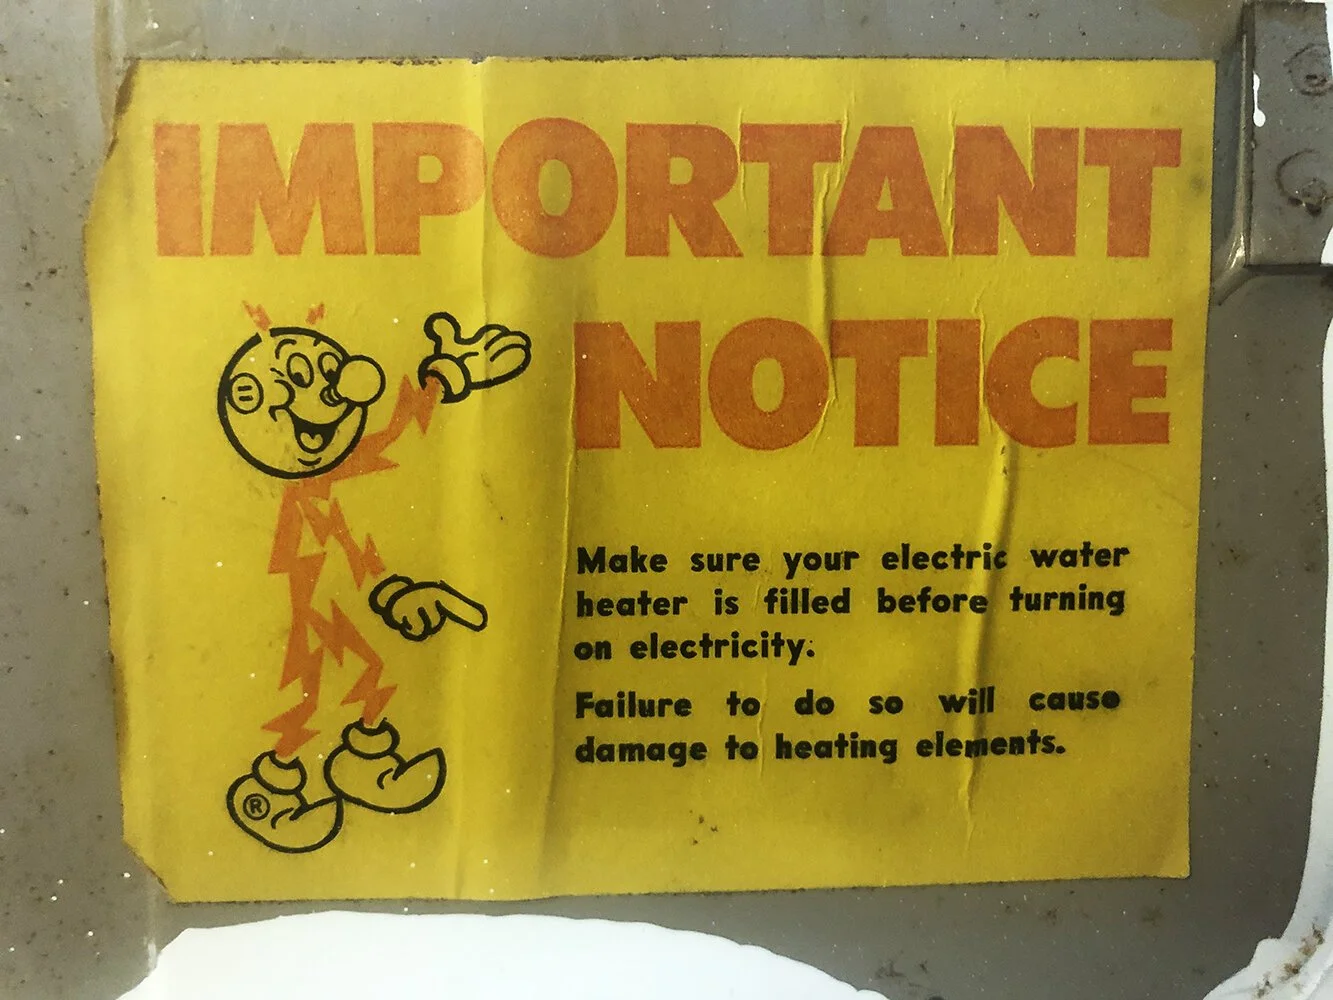 IMPORTANT
NOTICE
Make sure your electric water
heater is filled before turning
on electricity.
Failure to do so will cause
damage to heating elements.
®